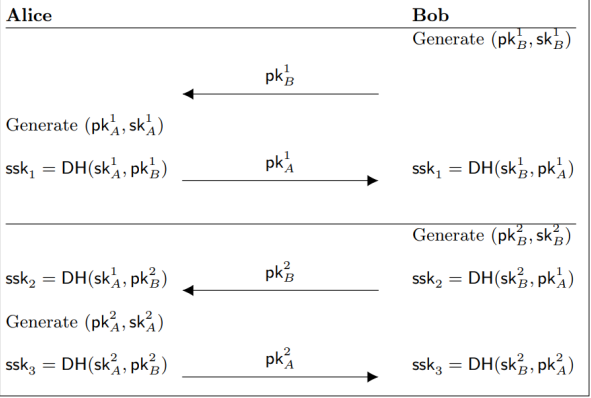 Alice Bob
Generate (pk_B^1, sk_B^1)
pk_B^1
Generate (pk_A^1, sk_A^1)
ssk_1 = DH(sk_A^1, pk_B^1) pk_A^1 ssk_1 = DH(sk_B^1, pk_A^1)
Generate (pk_B^2, sk_B^2)
ssk_2 = DH(sk_A^1, pk_B^2) pk_B^2 ssk_2 = DH(sk_B^2, pk_A^1)
Generate (pk_A^2, sk_A^2)
ssk_3 = DH(sk_A^2, pk_B^2) pk_A^2 ssk_3 = DH(sk_B^2, pk_A^2)